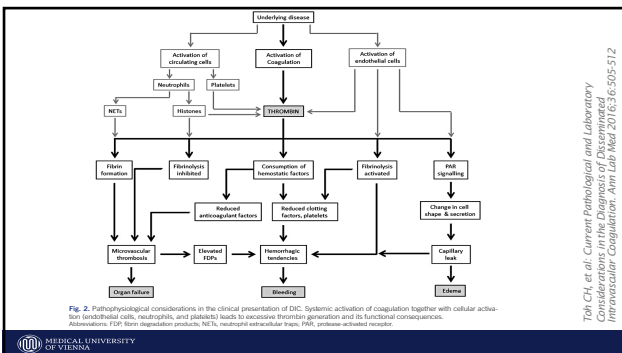 Underlying disease
Activation of
circulating cells
Activation of
Coagulation
Activation of
endothelial cells
Neutrophils
Platelets
NETs
Histones
THROMBIN
Fibrin
formation
Fibrinolysis
inhibited
Consumption of
hemostatic factors
Fibrinolysis
activated
PAR
signalling
Reduced
anticoagulant factors
Reduced clotting
factors, platelets
Change in cell
shape & secretion
Microvascular
thrombosis
Elevated
FDPs
Hemorrhagic
tendencies
Capillary
leak
Organ failure
Bleeding
Edema
Fig. 2. Pathophysiological considerations in the clinical presentation of DIC. Systemic activation of coagulation together with cellular activa-
tion (endothelial cells, neutrophils, and platelets) leads to excessive thrombin generation and its functional consequences.
Abbreviations: FDP, fibrin degradation products; NETs, neutrophil extracellular traps; PAR, protease-activated receptor.
Toh CH, et al: Current Pathological and Laboratory
Considerations in the Diagnosis of Disseminated
Intravascular Coagulation. Ann Lab Med 2016;36:505-512
MEDICAL UNIVERSITY
OF VIENNA